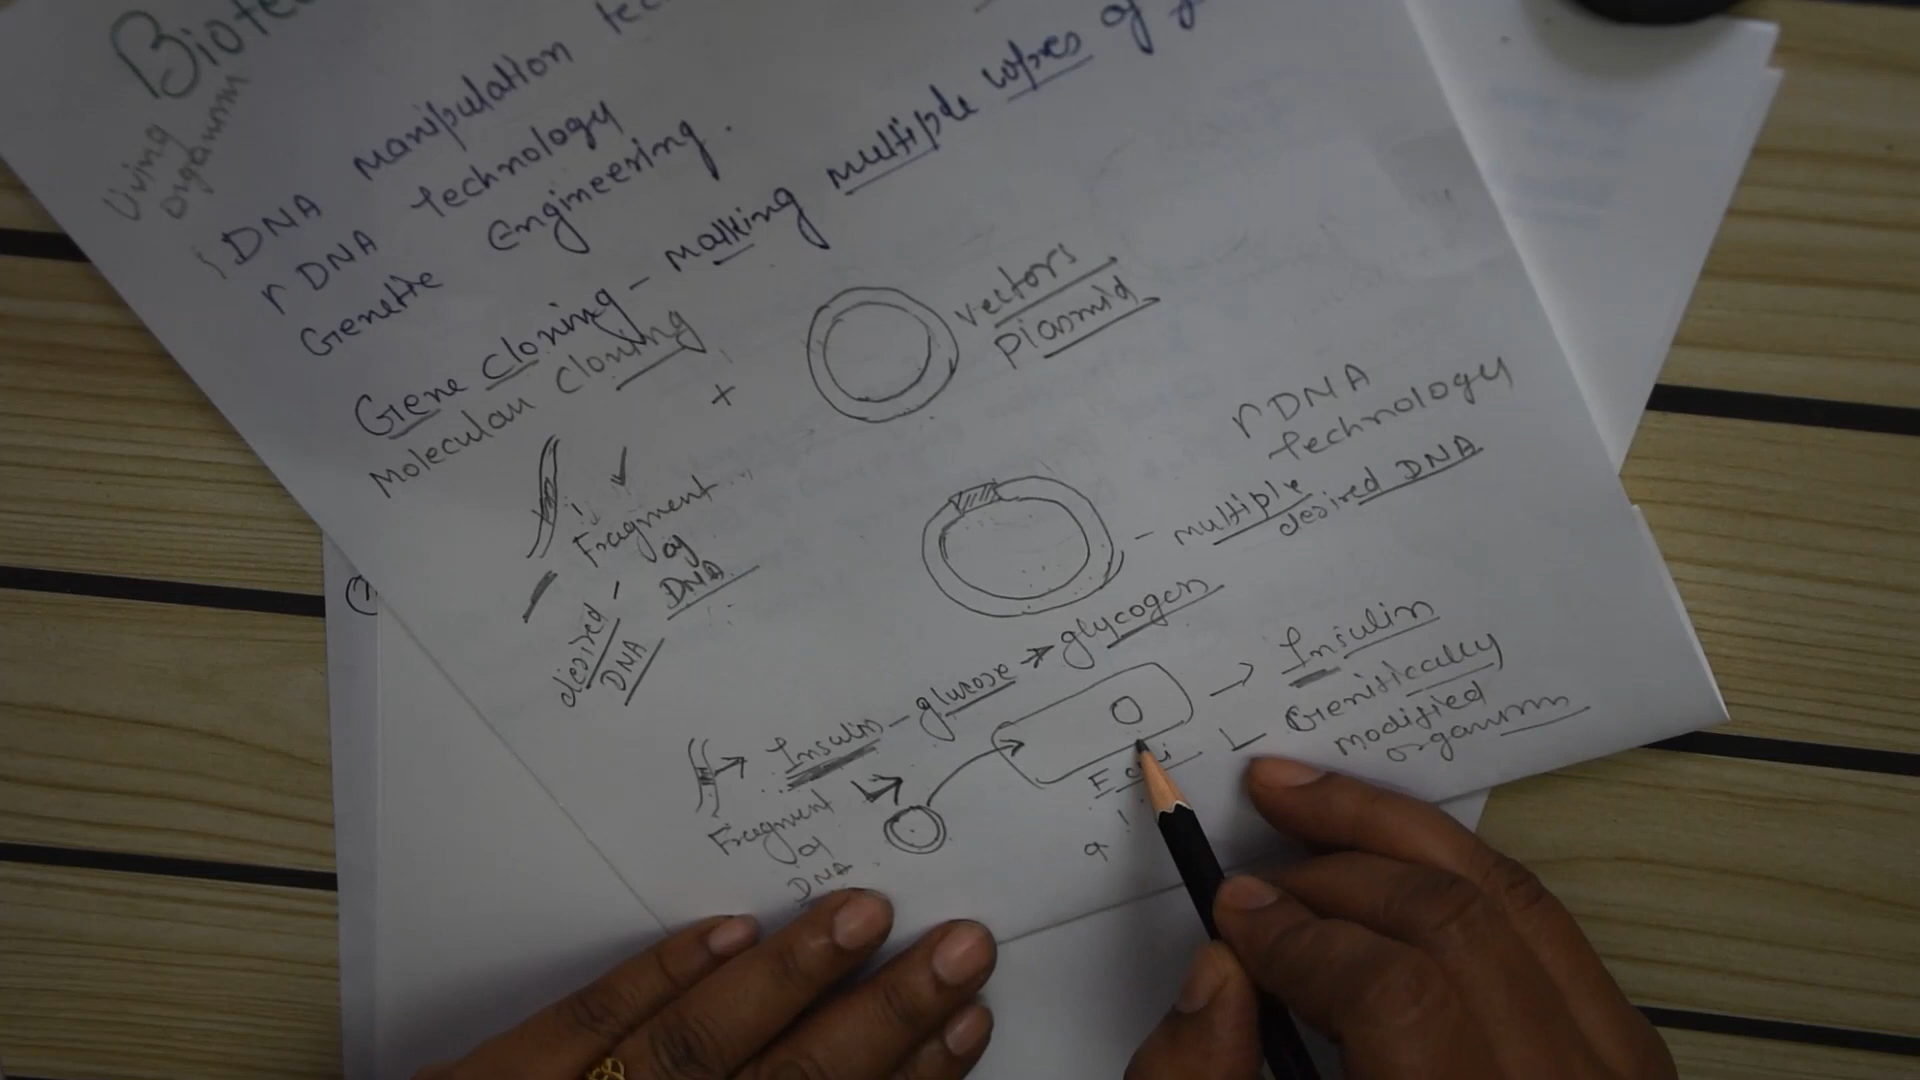 Biote
Living
organism
DNA manipulation tec
r DNA technology
Genetic Engineering.
Gene cloning - making multiple copies of g
Molecular cloning
+
vectors
plasmid
Fragment
of
DNA
desired
DNA
rDNA
technology
- multiple
desired DNA
Insulin - glucose → glycogen
→ Insulin
Genitically
modified
organism
E.coli
Fragment
of
DNA